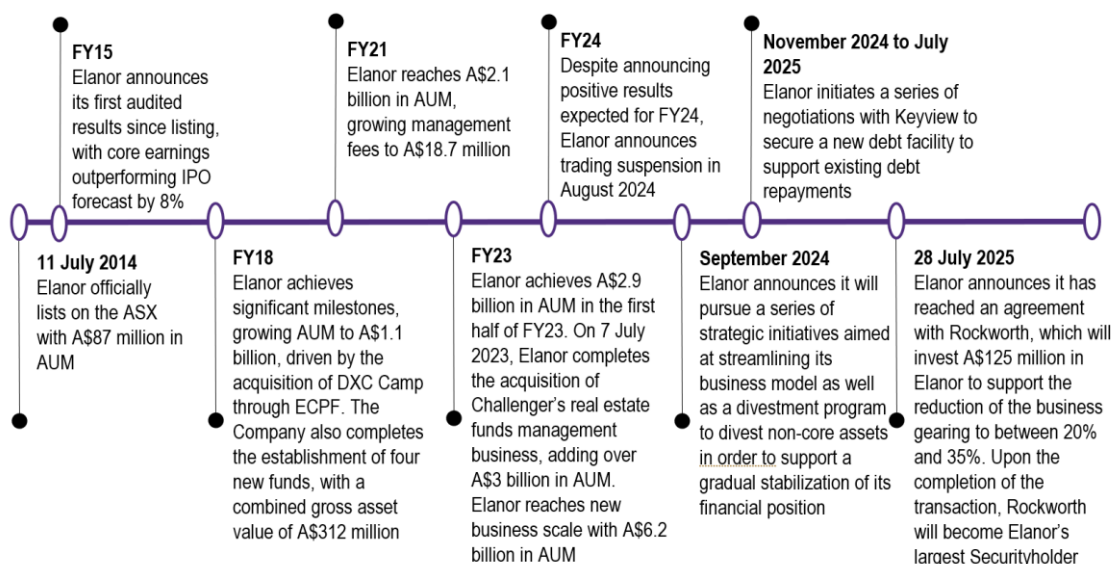 FY15
Elanor announces
its first audited
results since listing,
with core earnings
outperforming IPO
forecast by 8%
FY21
Elanor reaches A$2.1
billion in AUM,
growing management
fees to A$18.7 million
FY24
Despite announcing
positive results
expected for FY24,
Elanor announces
trading suspension in
August 2024
November 2024 to July
2025
Elanor initiates a series of
negotiations with Keyview to
secure a new debt facility to
support existing debt
repayments
11 July 2014
Elanor officially
lists on the ASX
with A$87 million in
AUM
FY18
Elanor achieves
significant milestones,
growing AUM to A$1.1
billion, driven by the
acquisition of DXC Camp
through ECPF. The
Company also completes
the establishment of four
new funds, with a
combined gross asset
value of A$312 million
FY23
Elanor achieves A$2.9
billion in AUM in the first
half of FY23. On 7 July
2023, Elanor completes
the acquisition of
Challenger's real estate
funds management
business, adding over
A$3 billion in AUM.
Elanor reaches new
business scale with A$6.2
billion in AUM
September 2024
Elanor announces it will
pursue a series of
strategic initiatives aimed
at streamlining its
business model as well
as a divestment program
to divest non-core assets
in order to support a
gradual stabilization of its
financial position
28 July 2025
Elanor announces it has
reached an agreement
with Rockworth, which will
invest A$125 million in
Elanor to support the
reduction of the business
gearing to between 20%
and 35%. Upon the
completion of the
transaction, Rockworth
will become Elanor's
largest Securityholder